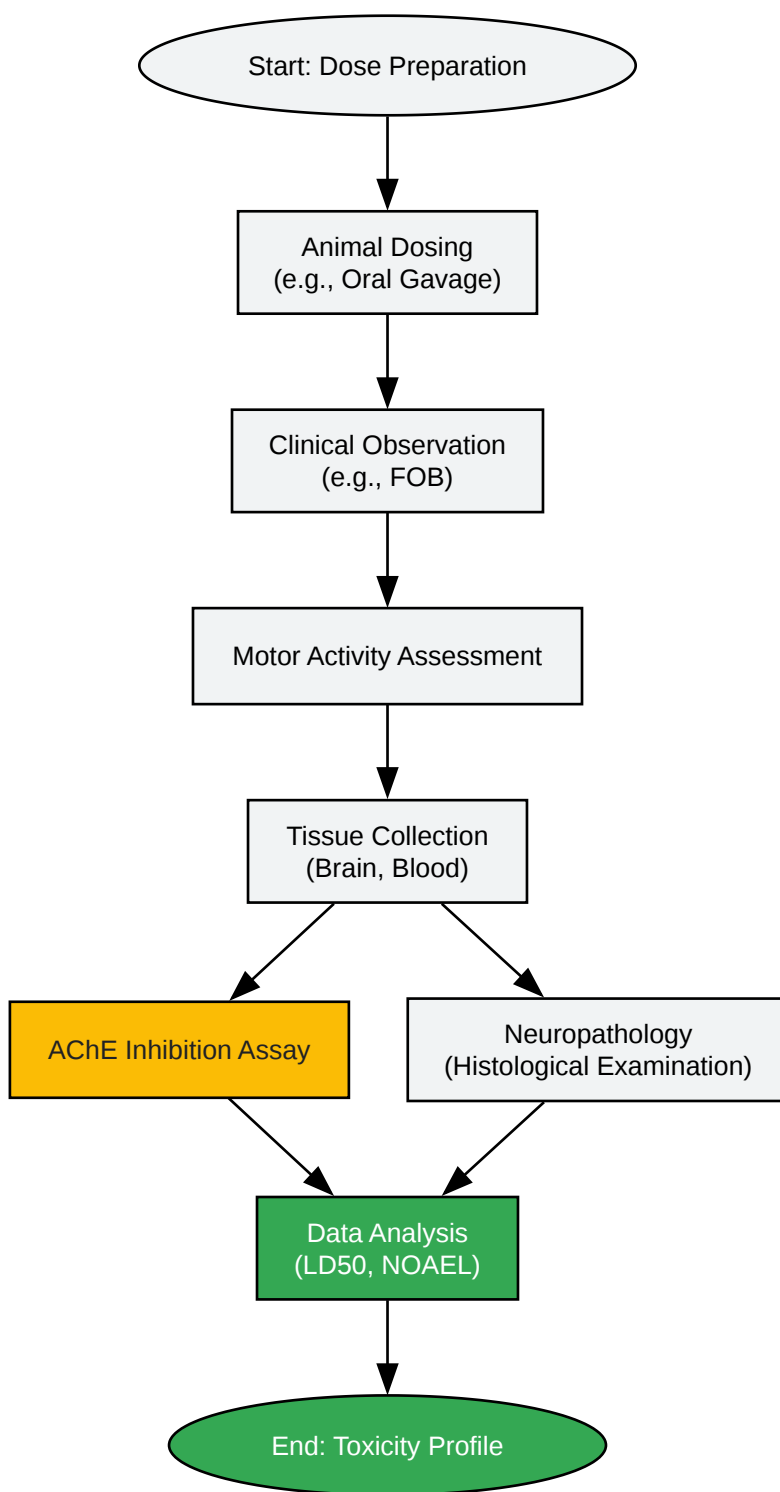 Start: Dose Preparation
Animal Dosing
(e.g., Oral Gavage)
Clinical Observation
(e.g., FOB)
Motor Activity Assessment
Tissue Collection
(Brain, Blood)
AChE Inhibition Assay
Neuropathology
(Histological Examination)
Data Analysis
(LD50, NOAEL)
End: Toxicity Profile